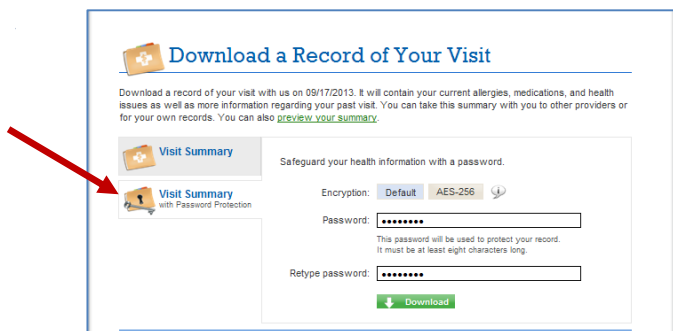 Download a Record of Your Visit
Download a record of your visit with us on 09/17/2013. It will contain your current allergies, medications, and health
issues as well as more information regarding your past visit. You can take this summary with you to other providers or
for your own records. You can also preview your summary.
Visit Summary
Visit Summary
with Password Protection
Safeguard your health information with a password.
Encryption: Default AES-256
Password: ••••••••
This password will be used to protect your record.
It must be at least eight characters long.
Retype password: ••••••••
Download